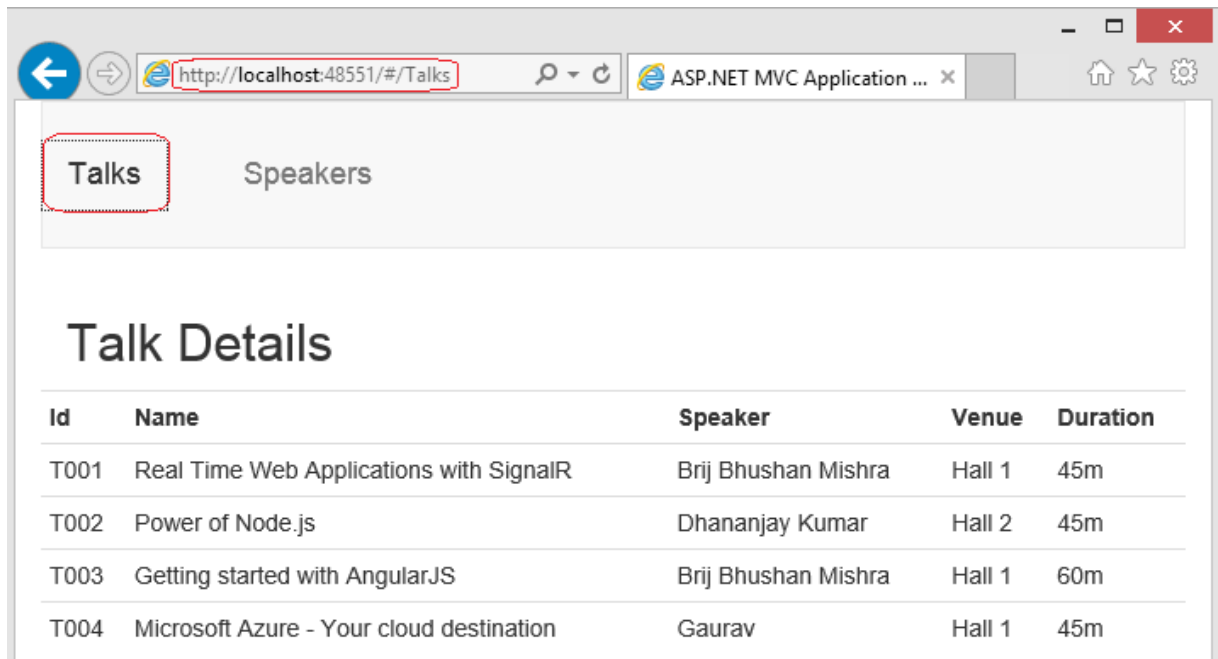 http://localhost:48551/#/Talks ASP.NET MVC Application ...
Talks Speakers
Talk Details
Id Name Speaker Venue Duration
T001 Real Time Web Applications with SignalR Brij Bhushan Mishra Hall 1 45m
T002 Power of Node.js Dhananjay Kumar Hall 2 45m
T003 Getting started with AngularJS Brij Bhushan Mishra Hall 1 60m
T004 Microsoft Azure - Your cloud destination Gaurav Hall 1 45m